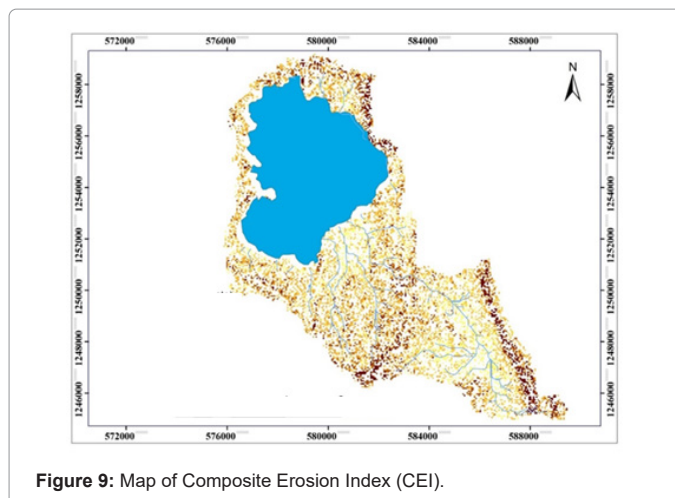 572000 576000 580000 584000 588000
N
1258000 1258000
1256000 1256000
1254000 1254000
1252000 1252000
1250000 1250000
1248000 1248000
1246000 1246000
572000 576000 580000 584000 588000
Figure 9: Map of Composite Erosion Index (CEI).